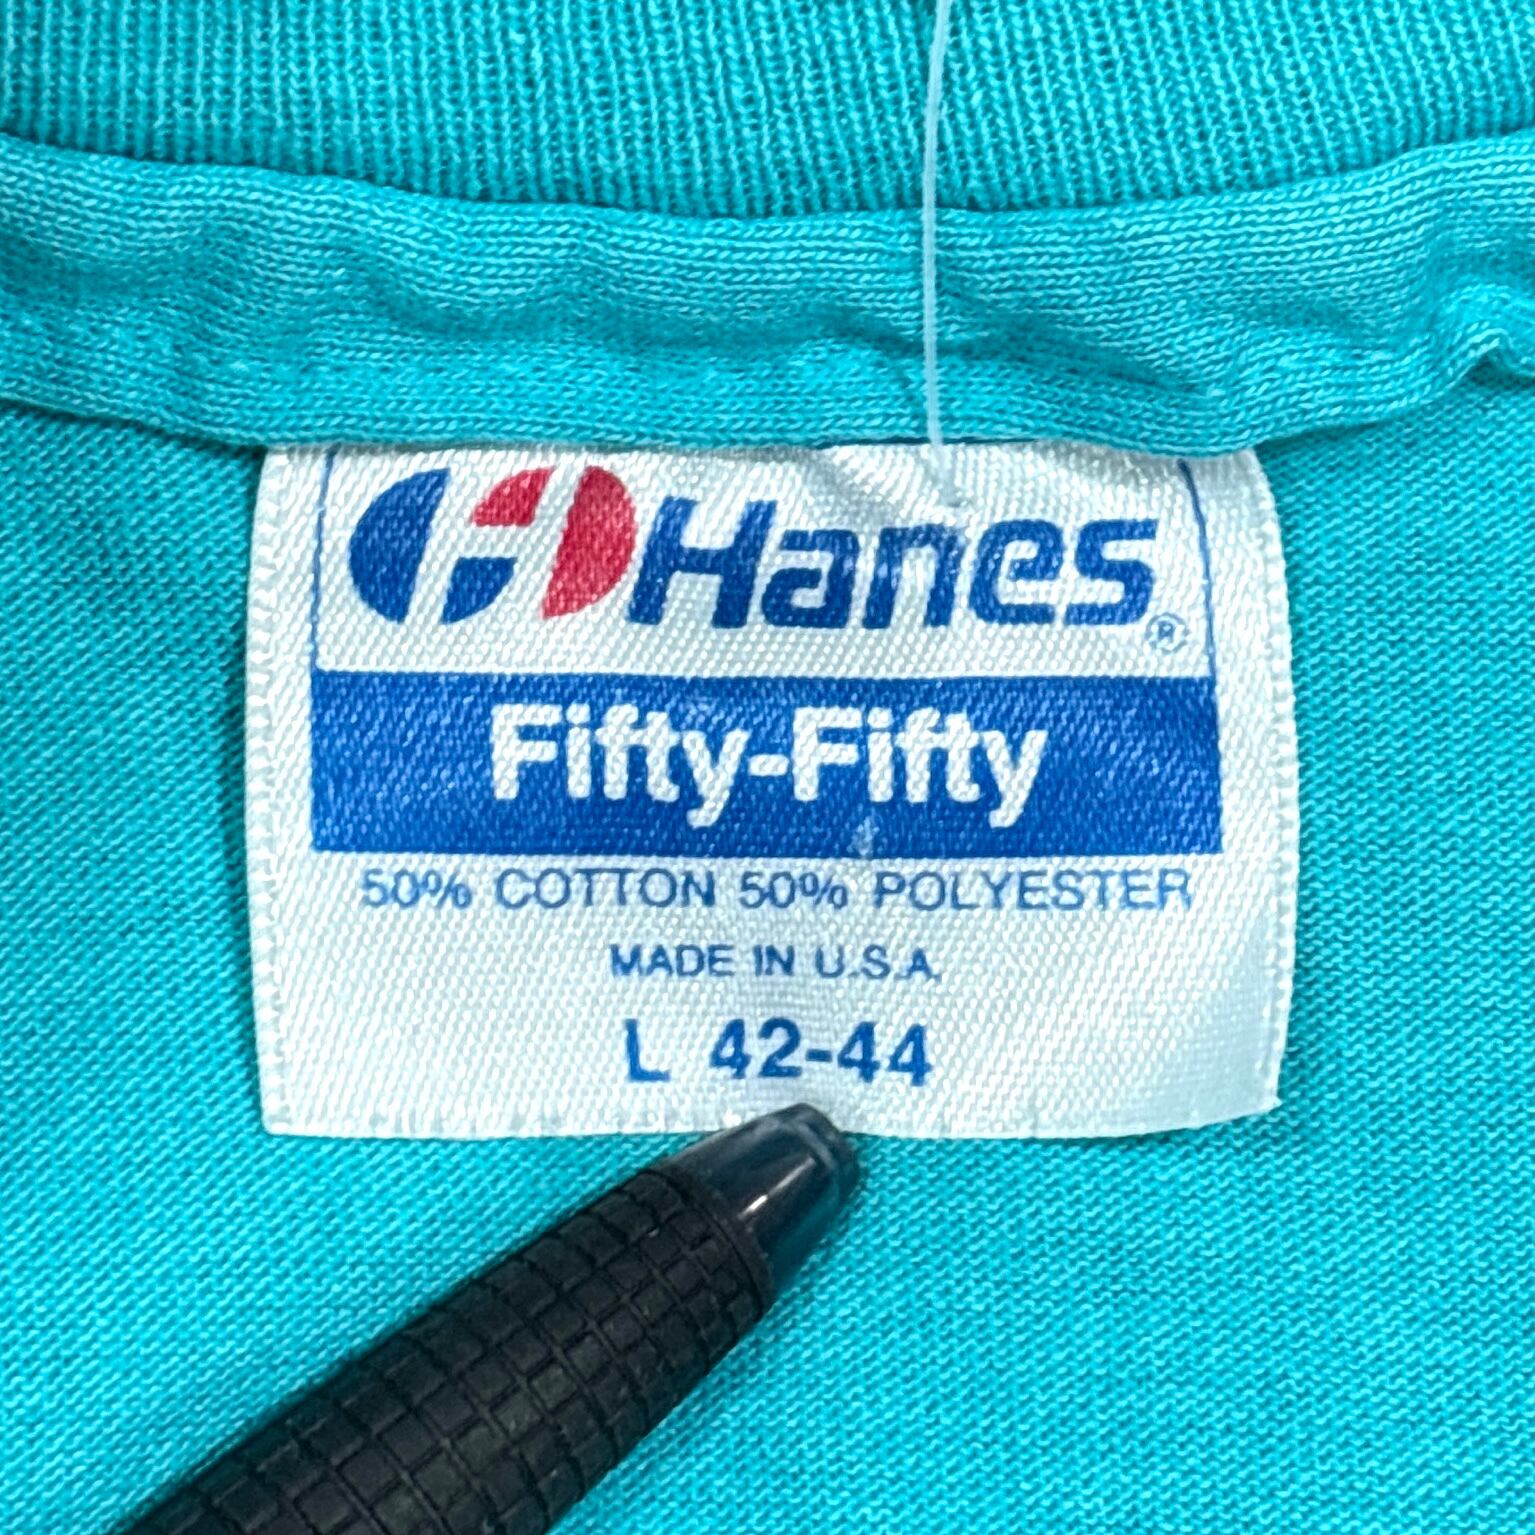 Hanes®
Fifty-Fifty
50% COTTON 50% POLYESTER
MADE IN U.S.A.
L 42-44